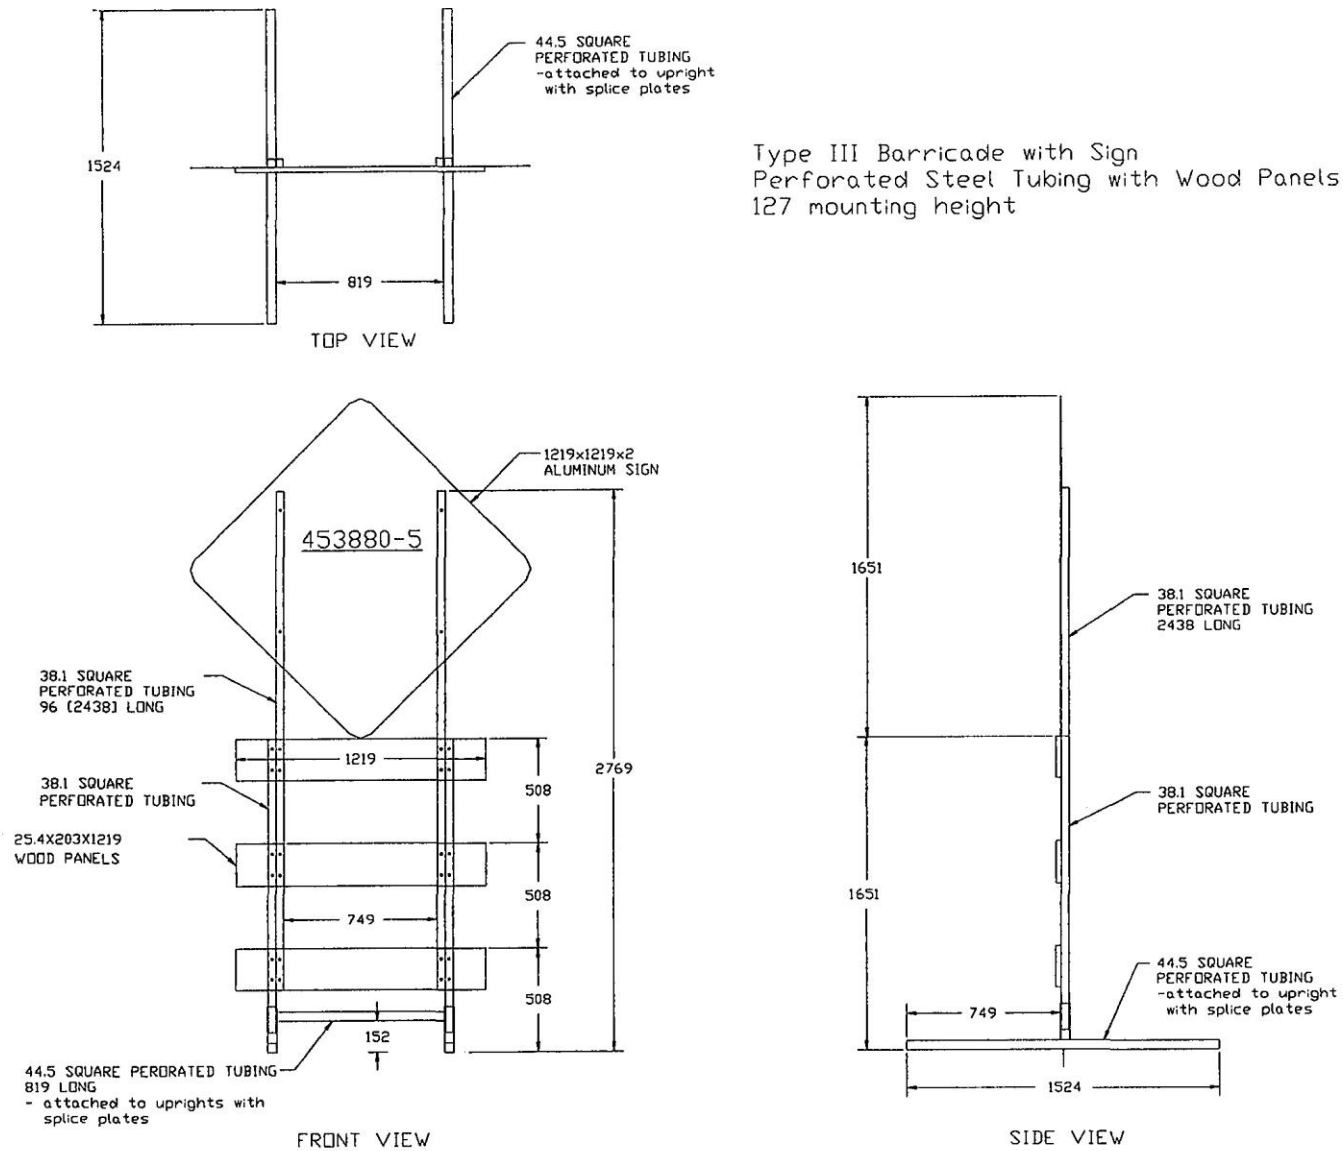 44.5 SQUARE
PERFORATED TUBING
-attached to upright
with splice plates
1524
819
TOP VIEW
Type III Barricade with Sign
Perforated Steel Tubing with Wood Panels
127 mounting height
1219x1219x2
ALUMINUM SIGN
453880-5
38.1 SQUARE
PERFORATED TUBING
96 [2438] LONG
1219
38.1 SQUARE
PERFORATED TUBING
25.4X203X1219
WOOD PANELS
508
508
508
2769
749
152
44.5 SQUARE PERDRATED TUBING
819 LONG
- attached to uprights with
splice plates
FRONT VIEW
1651
1651
38.1 SQUARE
PERFORATED TUBING
2438 LONG
38.1 SQUARE
PERFORATED TUBING
44.5 SQUARE
PERFORATED TUBING
-attached to upright
with splice plates
749
1524
SIDE VIEW